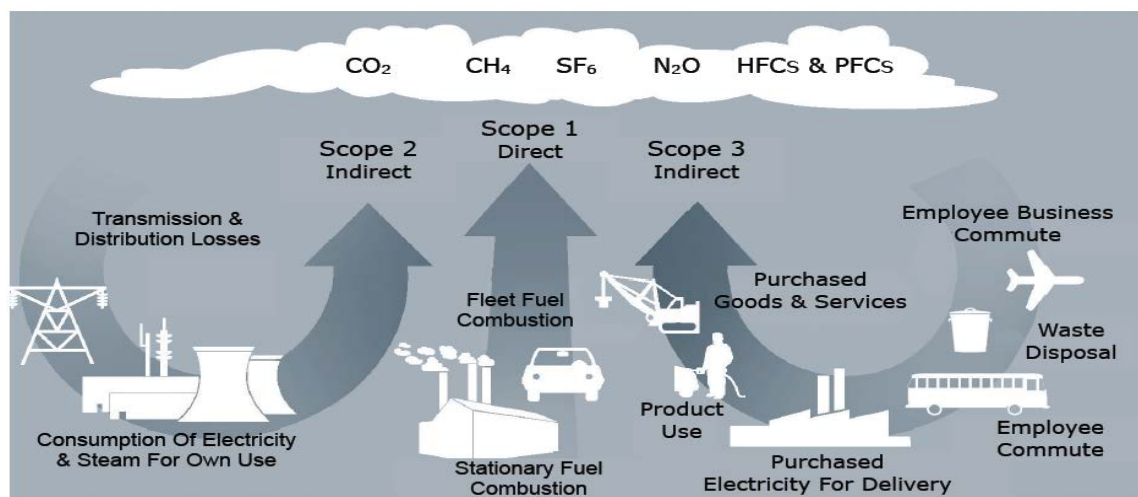 CO₂ CH₄ SF₆ N₂O HFCS & PFCS
Scope 2
Indirect
Scope 1
Direct
Scope 3
Indirect
Transmission &
Distribution Losses
Consumption Of Electricity
& Steam For Own Use
Fleet Fuel
Combustion
Stationary Fuel
Combustion
Purchased
Goods & Services
Product
Use
Purchased
Electricity For Delivery
Employee Business
Commute
Waste
Disposal
Employee
Commute